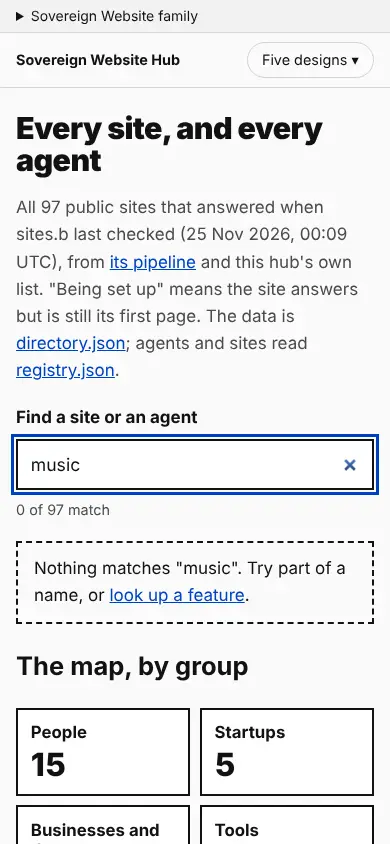 ▶ Sovereign Website family
Sovereign Website Hub
Five designs ▾
Every site, and every
agent
All 97 public sites that answered when
sites.b last checked (25 Nov 2026, 00:09
UTC), from its pipeline and this hub's own
list. "Being set up" means the site answers
but is still its first page. The data is
directory.json; agents and sites read
registry.json.
Find a site or an agent
music
0 of 97 match
Nothing matches "music". Try part of a
name, or look up a feature.
The map, by group
People
15
Startups
5
Businesses and
Tools